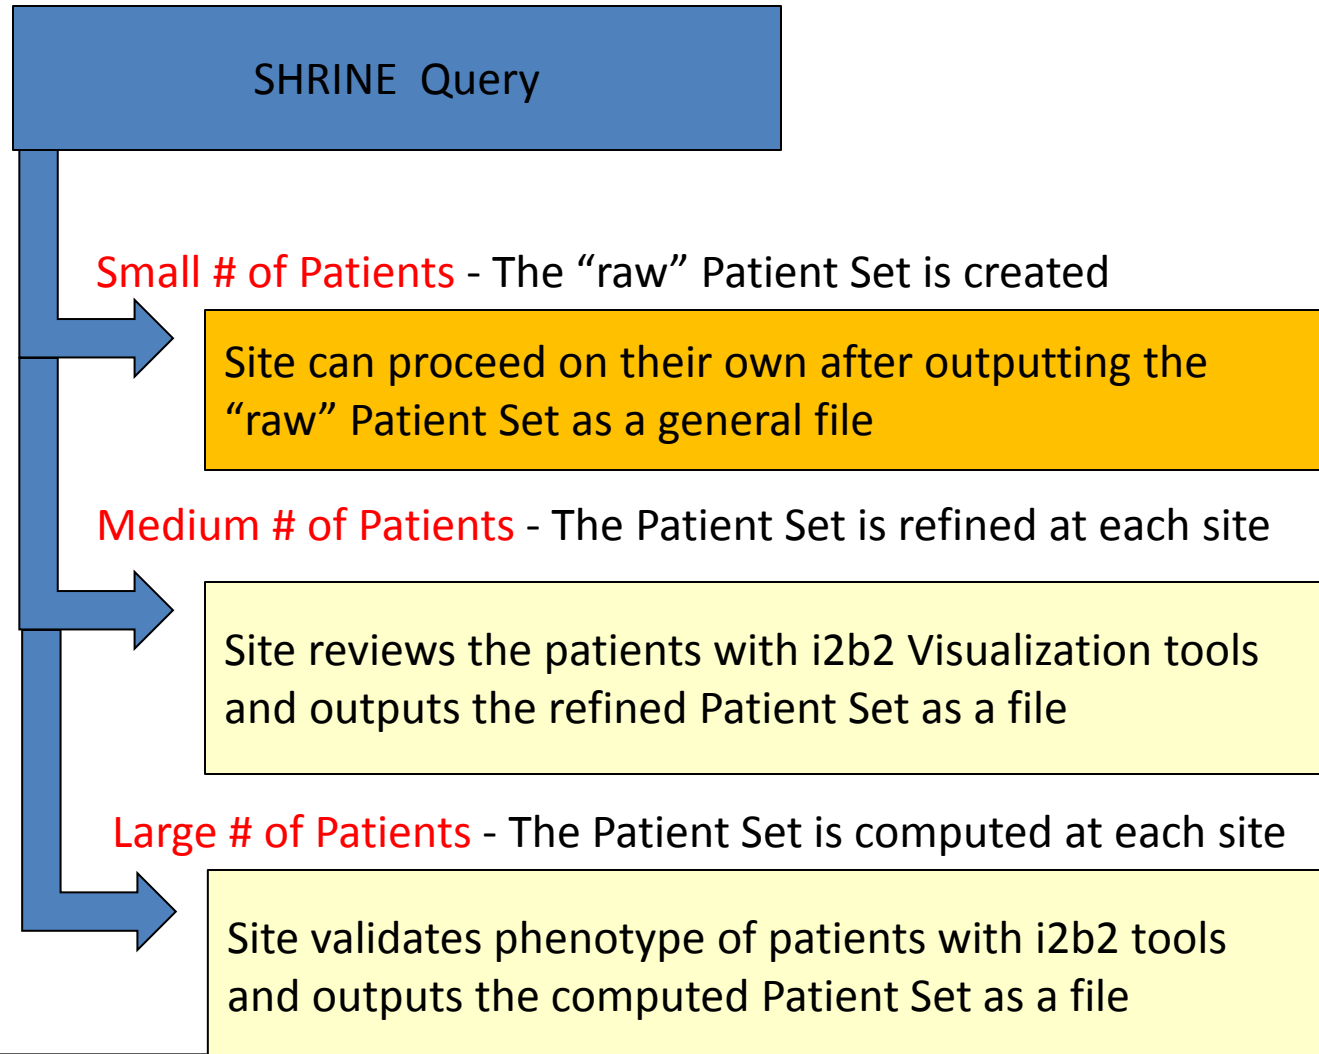 SHRINE  Query
Small # of Patients - The “raw” Patient Set is created
Site can proceed on their own after outputting the
“raw” Patient Set as a general file
Medium # of Patients - The Patient Set is refined at each site
Site reviews the patients with i2b2 Visualization tools
and outputs the refined Patient Set as a file
Large # of Patients - The Patient Set is computed at each site
Site validates phenotype of patients with i2b2 tools
and outputs the computed Patient Set as a file